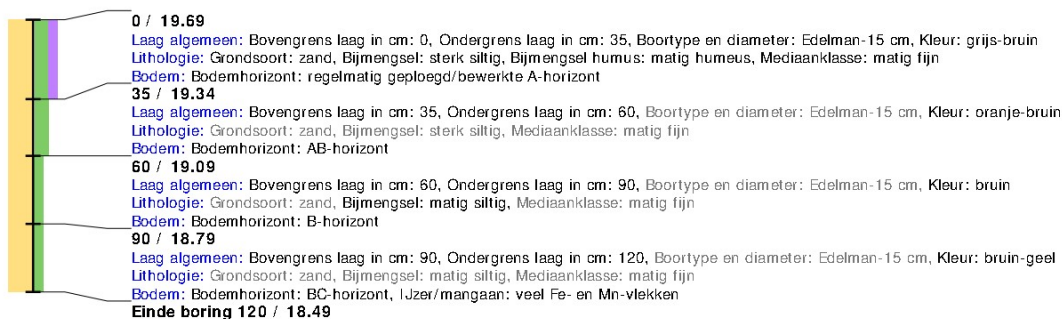 0 / 19.69
Laag algemeen: Bovengrens laag in cm: 0, Ondergrens laag in cm: 35, Boortype en diameter: Edelman-15 cm, Kleur: grijs-bruin
Lithologie: Grondsoort: zand, Bijmengsel: sterk siltig, Bijmengsel humus: matig humeus, Mediaanklasse: matig fijn
Bodem: Bodemhorizont: regelmatig geploegd/bewerkte A-horizont
35 / 19.34
Laag algemeen: Bovengrens laag in cm: 35, Ondergrens laag in cm: 60, Boortype en diameter: Edelman-15 cm, Kleur: oranje-bruin
Lithologie: Grondsoort: zand, Bijmengsel: sterk siltig, Mediaanklasse: matig fijn
Bodem: Bodemhorizont: AB-horizont
60 / 19.09
Laag algemeen: Bovengrens laag in cm: 60, Ondergrens laag in cm: 90, Boortype en diameter: Edelman-15 cm, Kleur: bruin
Lithologie: Grondsoort: zand, Bijmengsel: matig siltig, Mediaanklasse: matig fijn
Bodem: Bodemhorizont: B-horizont
90 / 18.79
Laag algemeen: Bovengrens laag in cm: 90, Ondergrens laag in cm: 120, Boortype en diameter: Edelman-15 cm, Kleur: bruin-geel
Lithologie: Grondsoort: zand, Bijmengsel: matig siltig, Mediaanklasse: matig fijn
Bodem: Bodemhorizont: BC-horizont, IJzer/mangaan: veel Fe- en Mn-vlekken
Einde boring 120 / 18.49